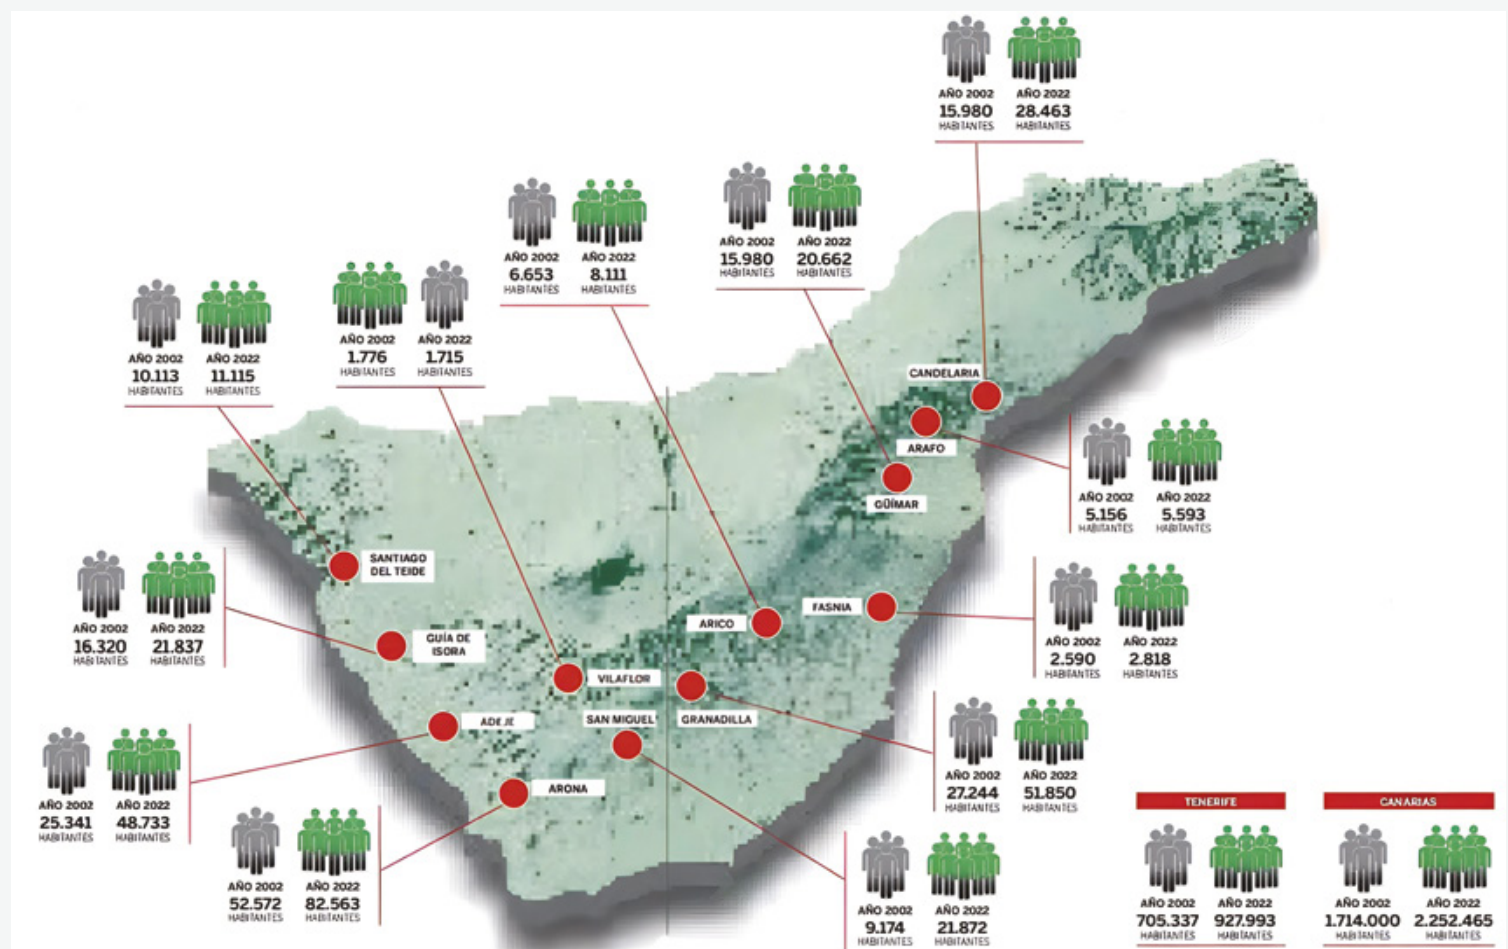 AÑO 2002 AÑO 2022
15.980 28.463
HABITANTES HABITANTES
AÑO 2002 AÑO 2022
15.980 20.662
HABITANTES HABITANTES
AÑO 2002 AÑO 2022
6.653 8.111
HABITANTES HABITANTES
AÑO 2002 AÑO 2022
1.776 1.715
HABITANTES HABITANTES
AÑO 2002 AÑO 2022
10.113 11.115
HABITANTES HABITANTES
CANDELARIA
ARAFO
GÜÍMAR
AÑO 2002 AÑO 2022
5.156 5.593
HABITANTES HABITANTES
SANTIAGO
DEL TEIDE
AÑO 2002 AÑO 2022
16.320 21.837
HABITANTES HABITANTES
GUÍA DE
ISORA
ARICO
FASNIA
AÑO 2002 AÑO 2022
2.590 2.818
HABITANTES HABITANTES
VILAFLOR
ADEJE
SAN MIGUEL
GRANADILLA
ARONA
AÑO 2002 AÑO 2022
27.244 51.850
HABITANTES HABITANTES
AÑO 2002 AÑO 2022
25.341 48.733
HABITANTES HABITANTES
AÑO 2002 AÑO 2022
52.572 82.563
HABITANTES HABITANTES
AÑO 2002 AÑO 2022
9.174 21.872
HABITANTES HABITANTES
TENERIFE
AÑO 2002 AÑO 2022
705.337 927.993
HABITANTES HABITANTES
CANARIAS
AÑO 2002 AÑO 2022
1.714.000 2.252.465
HABITANTES HABITANTES